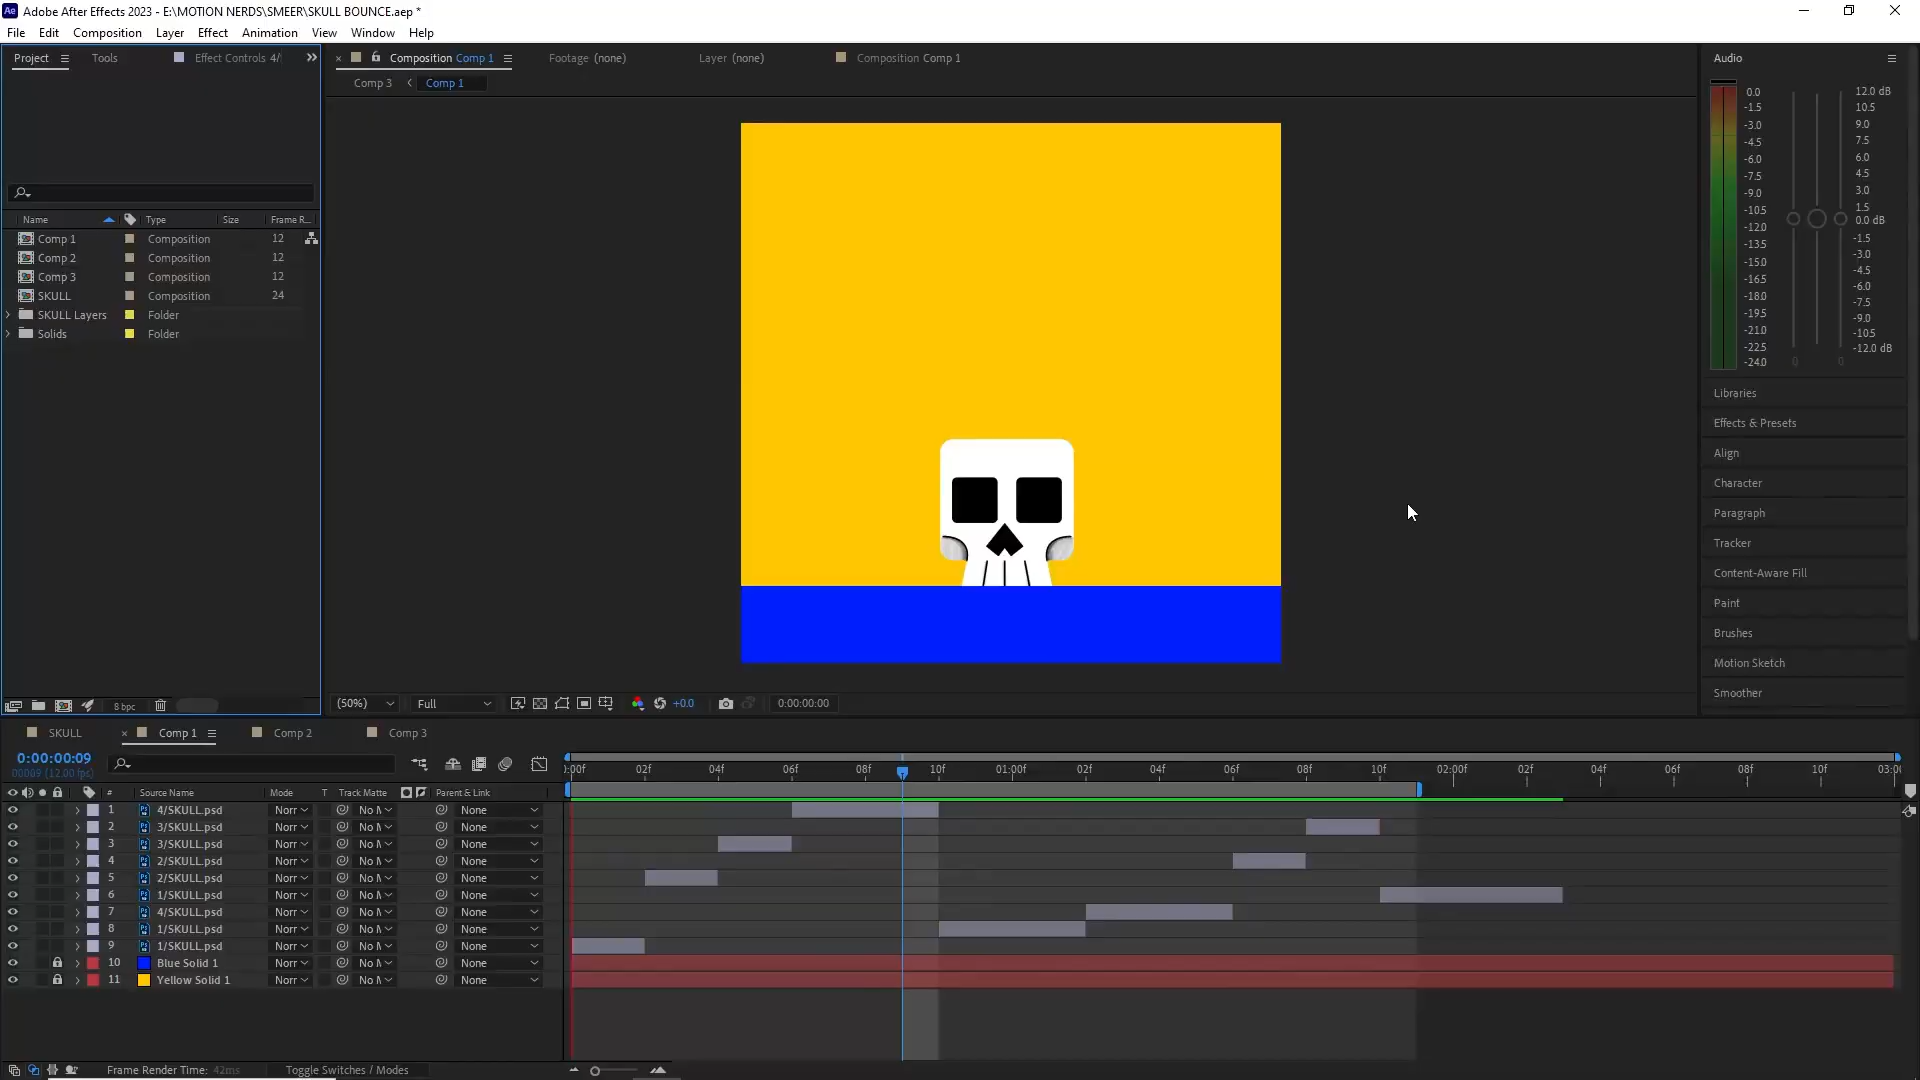 Adobe After Effects 2023 - E:\MOTION NERDS\SMEER\SKULL BOUNCE.aep *
File Edit Composition Layer Effect Animation View Window Help
Project Tools Effect Controls 4/
Composition Comp 1 Footage (none) Layer (none) Composition Comp 1
Comp 3 Comp 1
Audio
0.0 12.0 dB
-1.5 10.5
-3.0 9.0
-4.5 7.5
-6.0 6.0
-7.5 4.5
-9.0 3.0
-10.5 1.5
-12.0 0.0 dB
-13.5 -1.5
-15.0 -3.0
-16.5 -4.5
-18.0 -6.0
-19.5 -7.5
-21.0 -9.0
-22.5 -10.5
-24.0 -12.0 dB
0 0
Name Type Size Frame R...
Comp 1 Composition 12
Comp 2 Composition 12
Comp 3 Composition 12
SKULL Composition 24
SKULL Layers Folder
Solids Folder
Libraries
Effects & Presets
Align
Character
Paragraph
Tracker
Content-Aware Fill
Paint
Brushes
Motion Sketch
Smoother
8 bpc
(50%) Full +0.0 0:00:00:00
SKULL Comp 1 Comp 2 Comp 3
0:00:00:09
00009 (12.00 fps)
):00f 02f 04f 06f 08f 10f 01:00f 02f 04f 06f 08f 10f 02:00f 02f 04f 06f 08f 10f 03:0
# Source Name Mode T Track Matte Parent & Link
1 4/SKULL.psd Norr No M None
2 3/SKULL.psd Norr No M None
3 3/SKULL.psd Norr No M None
4 2/SKULL.psd Norr No M None
5 2/SKULL.psd Norr No M None
6 1/SKULL.psd Norr No M None
7 4/SKULL.psd Norr No M None
8 1/SKULL.psd Norr No M None
9 1/SKULL.psd Norr No M None
10 Blue Solid 1 Norr No M None
11 Yellow Solid 1 Norr No M None
Frame Render Time: 42ms Toggle Switches / Modes